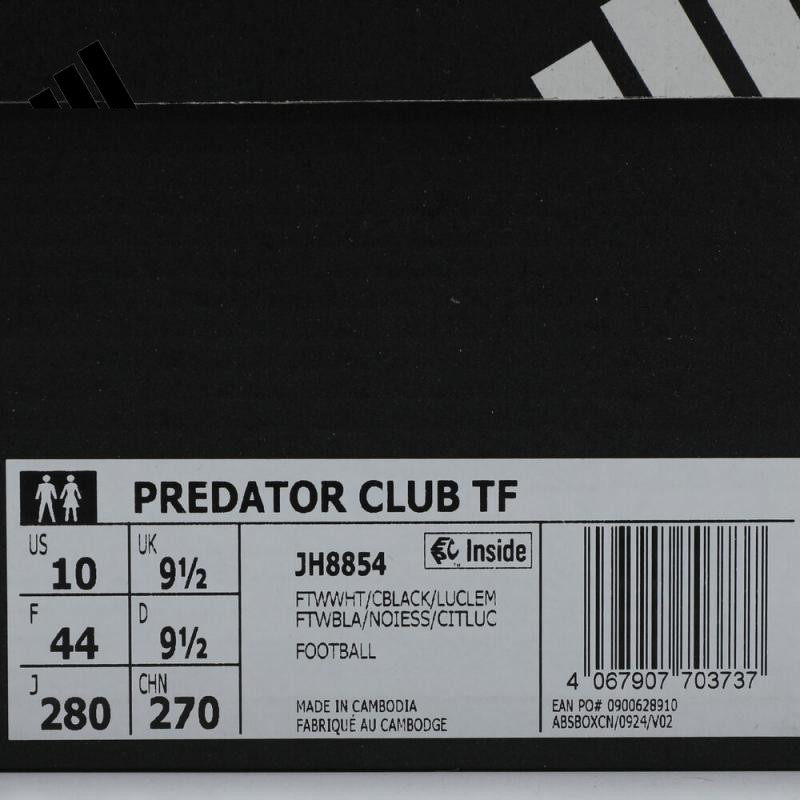 PREDATOR CLUB TF
US 10
UK 9½
F 44
D 9½
J 280
CHN 270
JH8854
Inside
FTWWHT/CBLACK/LUCLEM
FTWBLA/NOIESS/CITLUC
FOOTBALL
MADE IN CAMBODIA
FABRIQUÉ AU CAMBODGE
4 067907 703737
EAN PO# 0900628910
ABSBOXCN/0924/V02